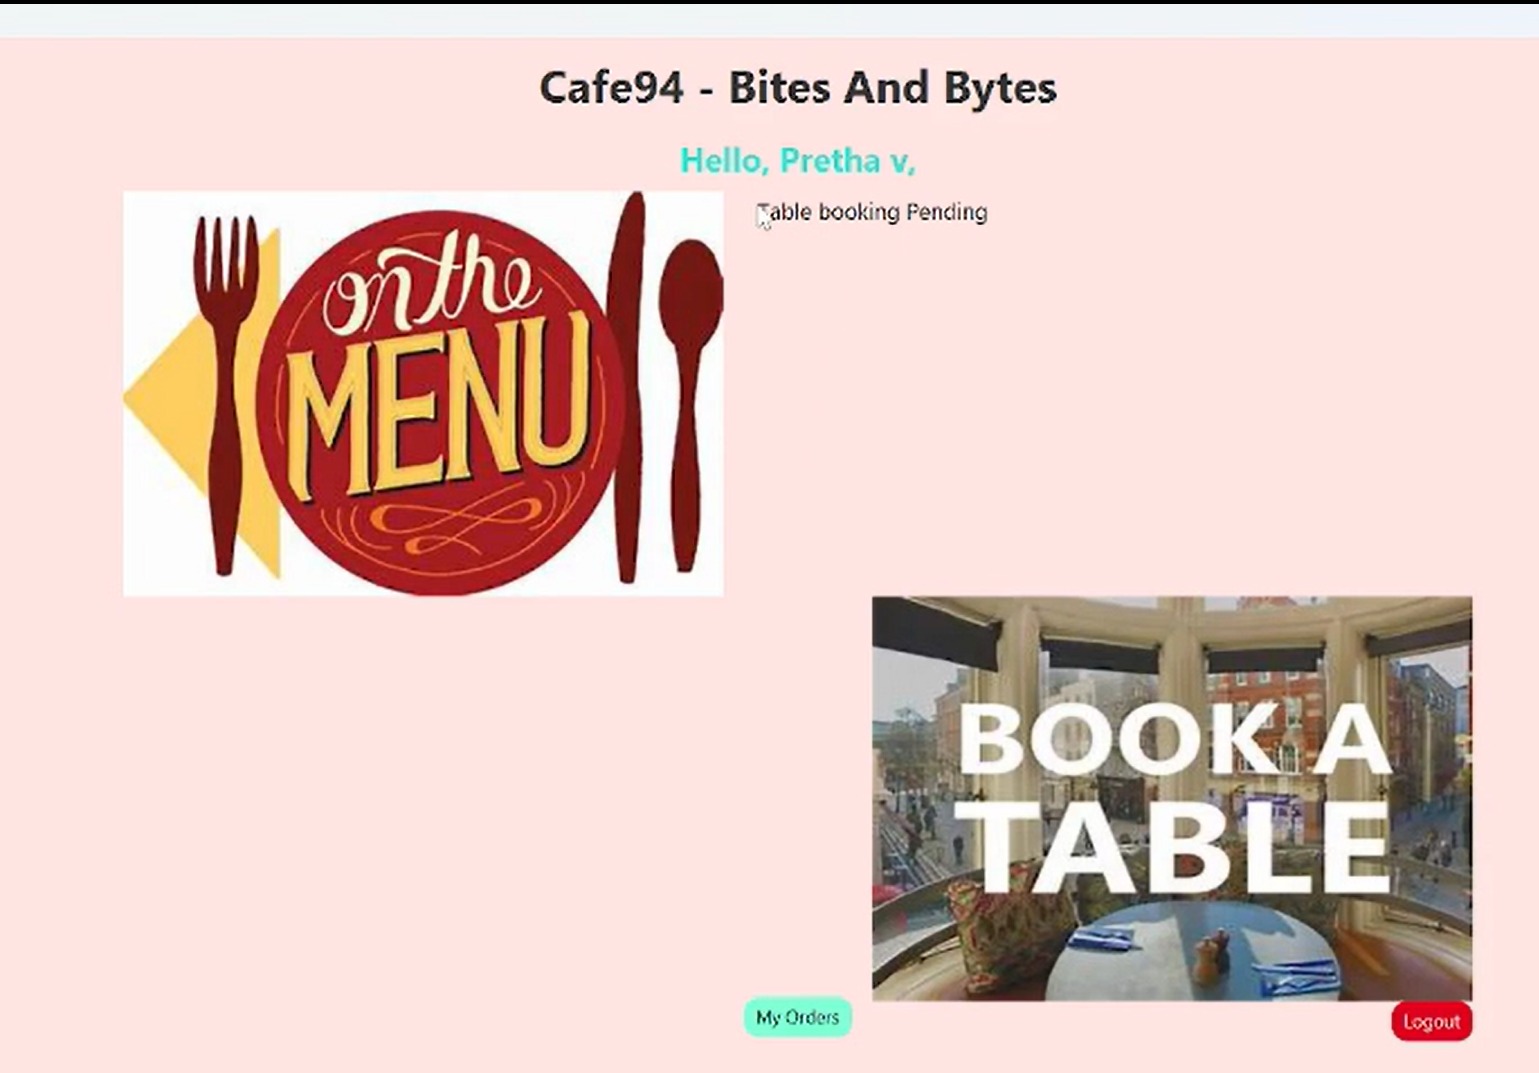 Cafe94 - Bites And Bytes
Hello, Pretha v,
Table booking Pending
on the
MENU
BOOK A
TABLE
My Orders
Logout